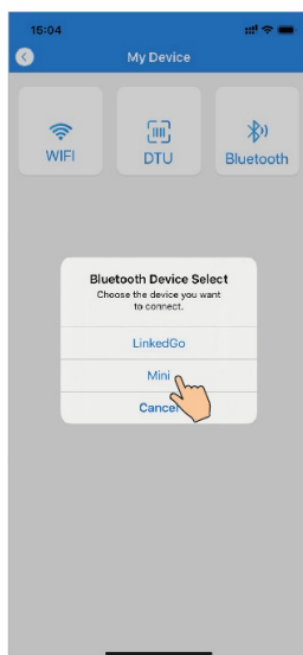 15:04
My Device
WIFI
DTU
Bluetooth
Bluetooth Device Select
Choose the device you want
to connect.
LinkedGo
Mini
Cancel